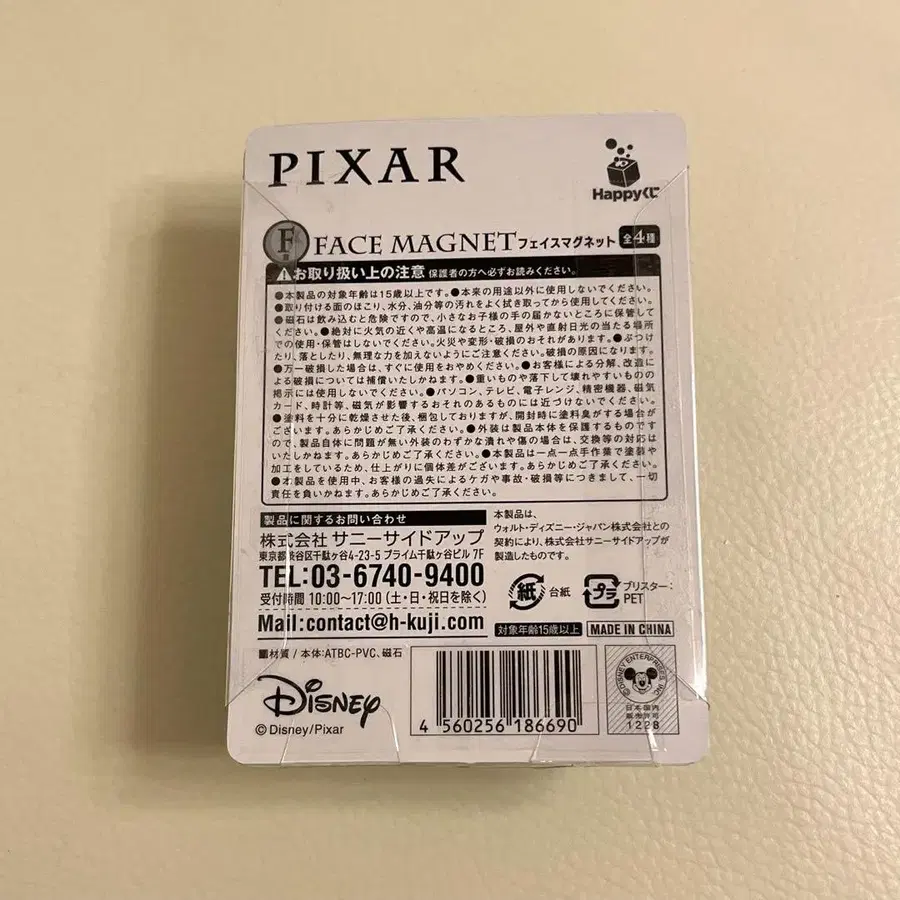 PIXAR
Happyくじ
F賞 FACE MAGNET フェイスマグネット 全4種
お取り扱い上の注意 保護者の方へ必ずお読みください。
●本製品の対象年齢は15歳以上です。●本来の用途以外に使用しないでください。
●取り付ける面のほこり、水分、油分等の汚れをよく拭き取ってから使用してください。
●磁石は飲み込むと危険ですので、小さなお子様の手の届かないところに保管して
ください。●絶対に火気の近くや高温になるところ、屋外や直射日光の当たる場所
での使用・保管はしないでください。火災や変形・破損のおそれがあります。●ぶつけ
たり、落としたり、無理な力を加えないようにご注意ください。破損の原因になります。
●万一破損した場合は、すぐに使用をおやめください。●お客様による分解、改造に
よる破損については補償いたしかねます。●重いものや落下して壊れやすいものの
掲示には使用しないでください。●パソコン、テレビ、電子レンジ、精密機器、磁気
カード、時計等、磁気が影響するおそれのあるものには近づけないでください。
●塗料を十分に乾燥させた後、梱包しておりますが、開封時に塗料臭がする場合が
ございます。あらかじめご了承ください。●外装は製品本体を保護するものです
ので、製品自体に問題が無い外装のわずかな潰れや傷の場合は、交換等の対応は
いたしかねます。あらかじめご了承ください。●本製品は一点一点手作業で塗装や
加工をしているため、仕上がりに個体差がございます。あらかじめご了承ください。
●本製品を使用中、お客様の過失によるケガや事故・破損等につきまして、一切
責任を負いかねます。あらかじめご了承ください。
製品に関するお問い合わせ
株式会社 サニーサイドアップ
東京都渋谷区千駄ヶ谷4-23-5 プライム千駄ヶ谷ビル 7F
TEL:03-6740-9400
受付時間 10:00〜17:00 (土・日・祝日を除く)
Mail:contact@h-kuji.com
本製品は、
ウォルト・ディズニー・ジャパン株式会社との
契約により、株式会社サニーサイドアップが
製造したものです。
紙 台紙
プラ ブリスター:
PET
対象年齢15歳以上
MADE IN CHINA
■材質/本体:ATBC-PVC、磁石
Disney
©Disney/Pixar
4 560256 186690
©DISNEY ENTERPRISES INC.
日本国内
販売許可
1228